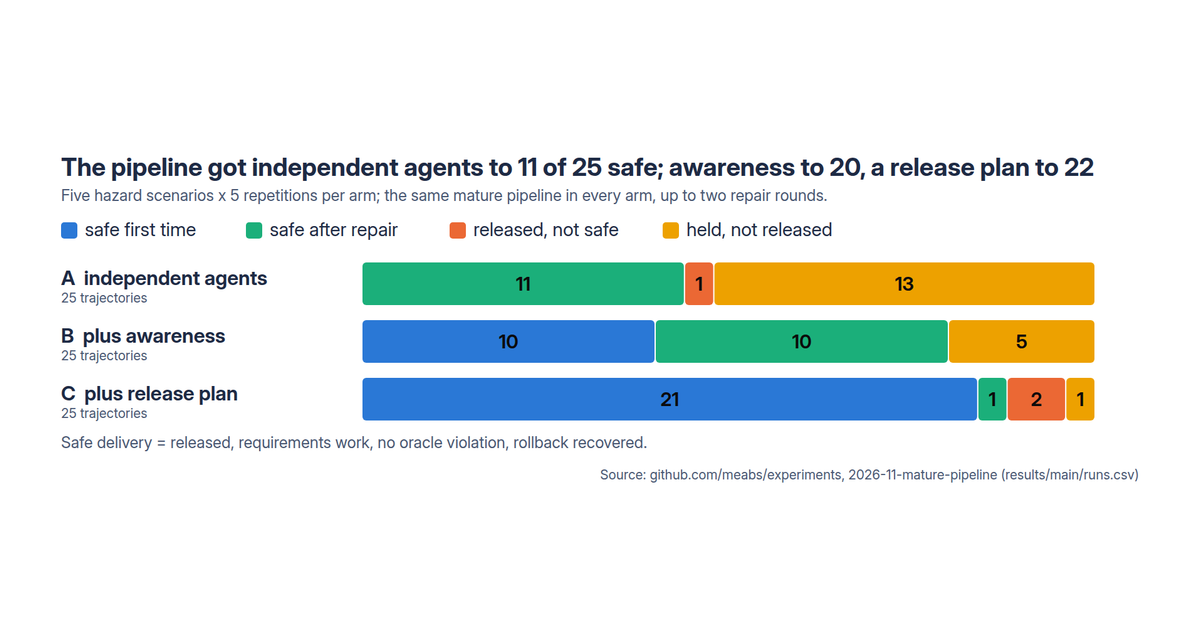 The pipeline got independent agents to 11 of 25 safe; awareness to 20, a release plan to 22
Five hazard scenarios x 5 repetitions per arm; the same mature pipeline in every arm, up to two repair rounds.
safe first time safe after repair released, not safe held, not released
A independent agents
25 trajectories
11 1 13
B plus awareness
25 trajectories
10 10 5
C plus release plan
25 trajectories
21 1 2 1
Safe delivery = released, requirements work, no oracle violation, rollback recovered.
Source: github.com/meabs/experiments, 2026-11-mature-pipeline (results/main/runs.csv)